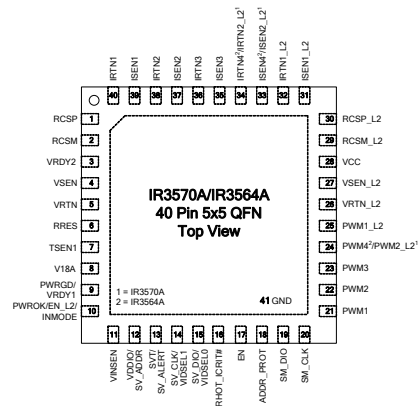 IRTN1
ISEN1
IRTN2
ISEN2
IRTN3
ISEN3
IRTN4²/IRTN2_L2¹
ISEN4²/ISEN2_L2¹
IRTN1_L2
ISEN1_L2
40 39 38 37 36 35 34 33 32 31
RCSP 1
RCSM 2
VRDY2 3
VSEN 4
VRTN 5
RRES 6
TSEN1 7
V18A 8
PWRGD/
VRDY1 9
PWROK/EN_L2/
INMODE 10
IR3570A/IR3564A
40 Pin 5x5 QFN
Top View
1 = IR3570A
2 = IR3564A
41 GND
30 RCSP_L2
29 RCSM_L2
28 VCC
27 VSEN_L2
26 VRTN_L2
25 PWM1_L2
24 PWM4²/PWM2_L2¹
23 PWM3
22 PWM2
21 PWM1
11 12 13 14 15 16 17 18 19 20
VINSEN
VDDIO/
SV_ADDR
SVT/
SV_ALERT
SV_CLK/
VIDSEL1
SV_DIO/
VIDSEL0
RHOT_ICRIT#
EN
ADDR_PROT
SM_DIO
SM_CLK